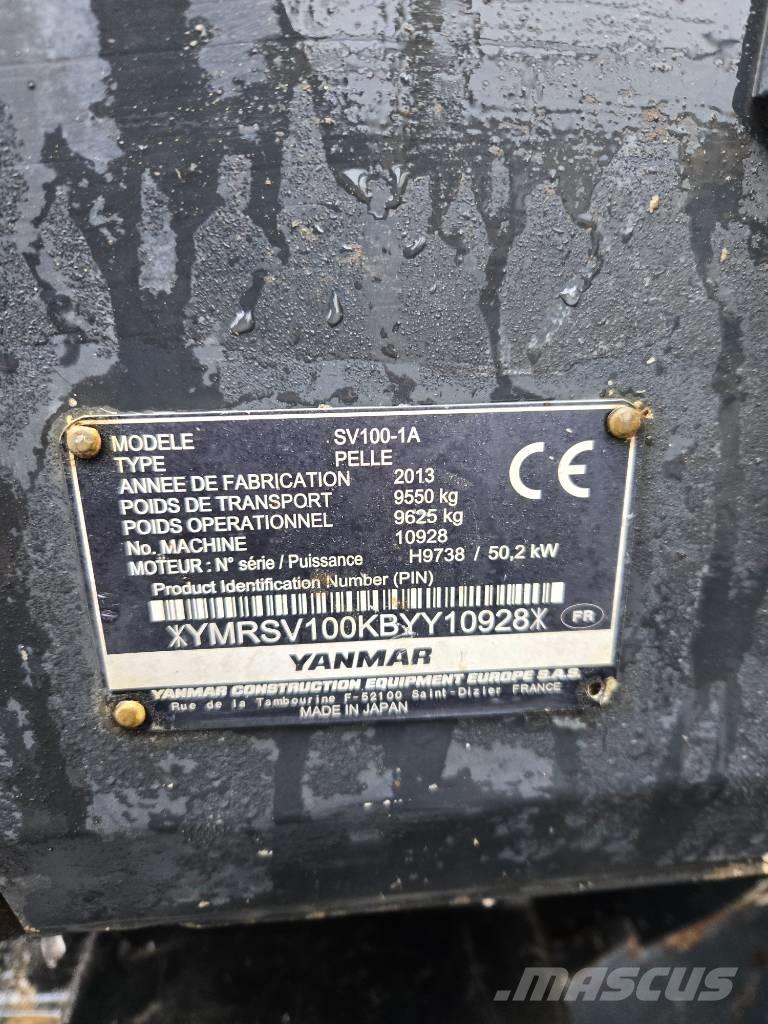 MODELE SV100-1A
TYPE PELLE
ANNEE DE FABRICATION 2013
POIDS DE TRANSPORT 9550 kg
POIDS OPERATIONNEL 9625 kg
No. MACHINE 10928
MOTEUR : N° série / Puissance H9738 / 50,2 kW
CE
Product Identification Number (PIN)
*YMRSV100KBYY10928*
FR
YANMAR
YANMAR CONSTRUCTION EQUIPMENT EUROPE S.A.S.
Rue de la Tambourine F-52100 Saint-Dizier FRANCE
MADE IN JAPAN
MASCUS